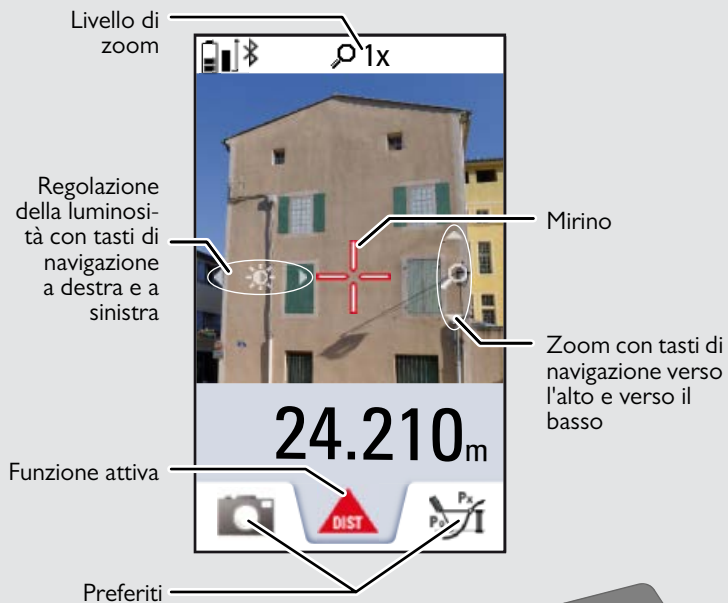 Livello di
zoom
1x
Regolazione
della luminosi-
tà con tasti di
navigazione
a destra e a
sinistra
Mirino
Zoom con tasti di
navigazione verso
l'alto e verso il
basso
24.210m
Funzione attiva
DIST
Px
P₀
Preferiti